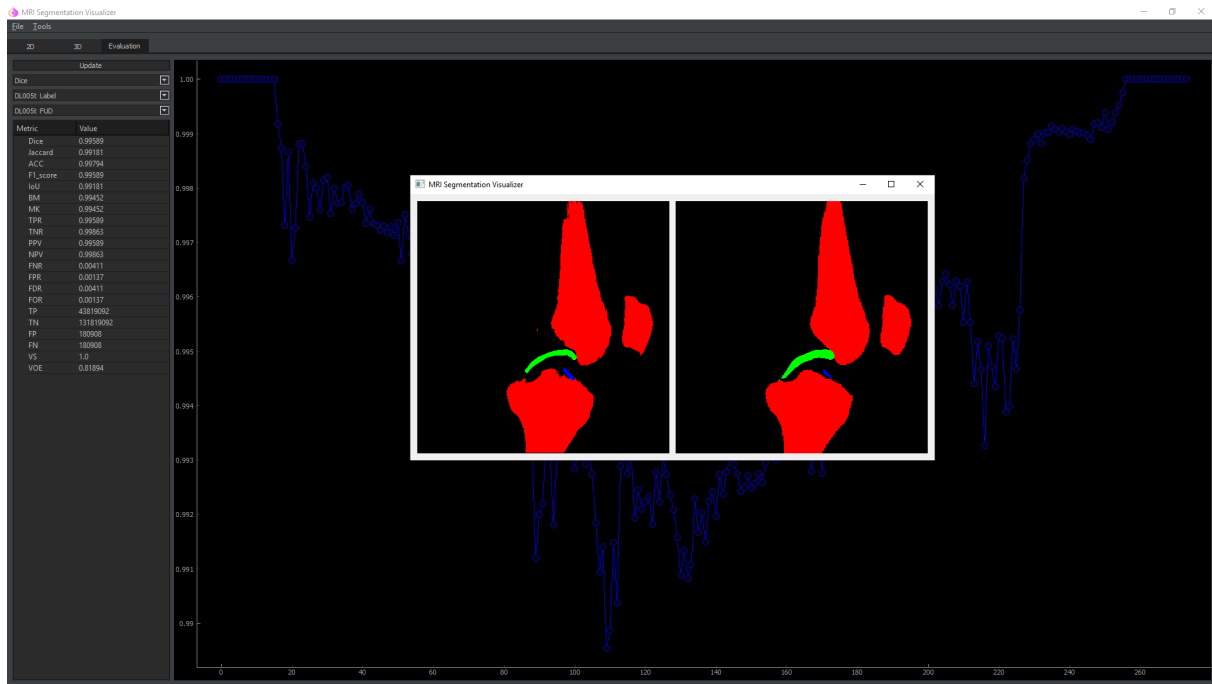 MRI Segmentation Visualizer
File Tools
2D 3D Evaluation
Update
Dice
DL005t Label
DL005t FUD
Metric Value
Dice 0.99589
Jaccard 0.99181
ACC 0.99794
F1_score 0.99589
IoU 0.99181
BM 0.99452
MK 0.99452
TPR 0.99589
TNR 0.99863
PPV 0.99589
NPV 0.99863
FNR 0.00411
FPR 0.00137
FDR 0.00411
FOR 0.00137
TP 43819092
TN 131819092
FP 180908
FN 180908
VS 1.0
VOE 0.81894
1.00
0.999
0.998
0.997
0.996
0.995
0.994
0.993
0.992
0.991
0.99
0 20 40 60 80 100 120 140 160 180 200 220 240 260
MRI Segmentation Visualizer